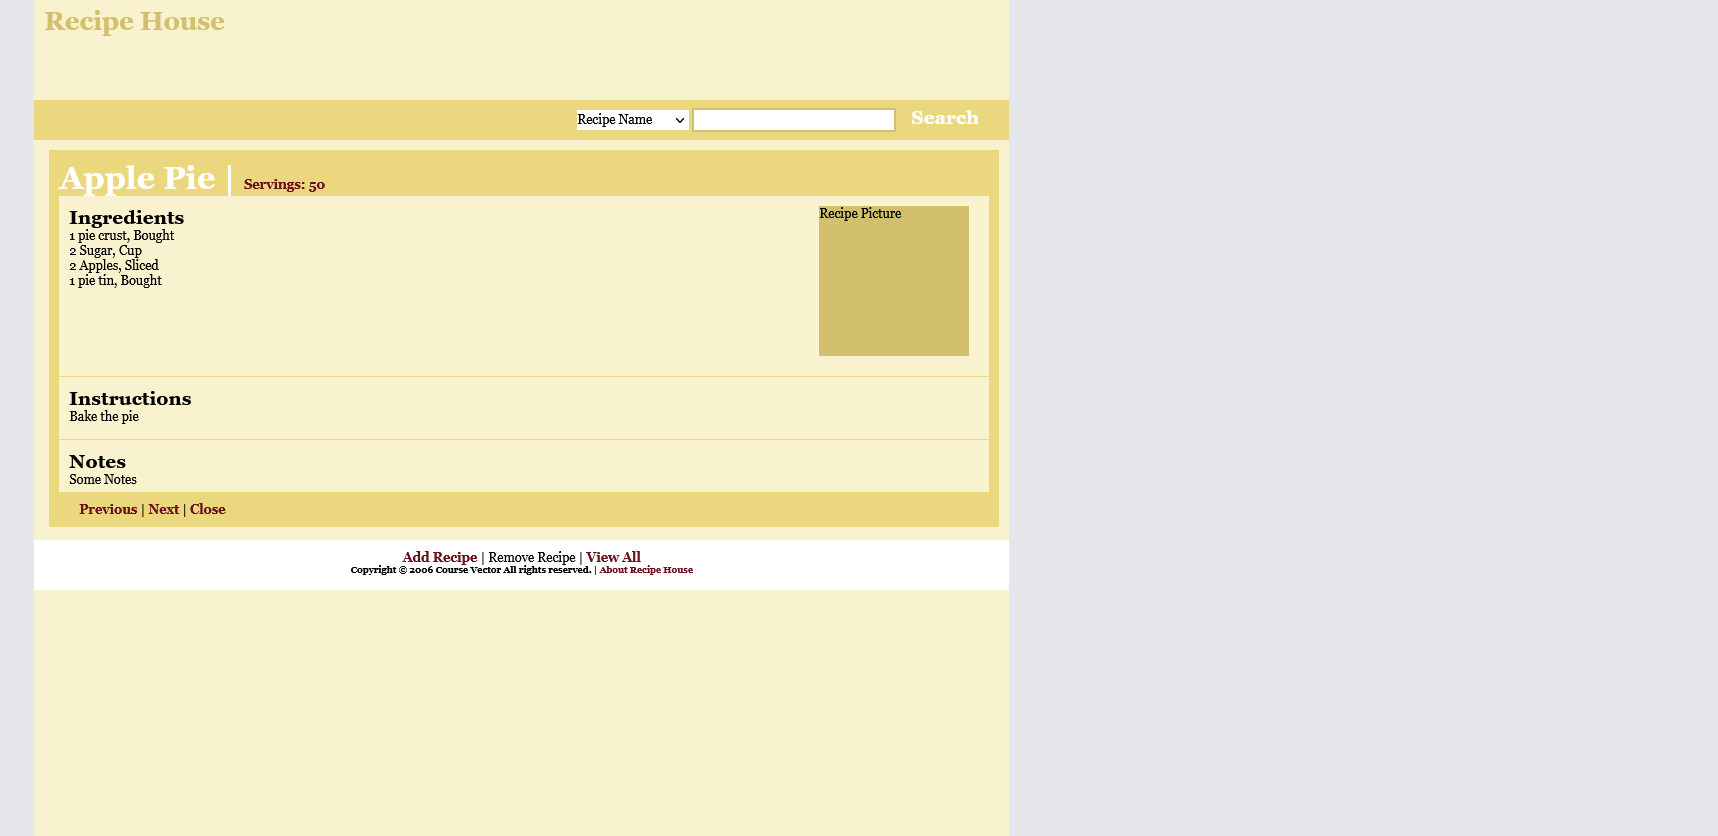 Recipe House
Recipe Name Search
Apple Pie Servings: 50
Ingredients
1 pie crust, Bought
2 Sugar, Cup
2 Apples, Sliced
1 pie tin, Bought
Recipe Picture
Instructions
Bake the pie
Notes
Some Notes
Previous | Next | Close
Add Recipe | Remove Recipe | View All
Copyright © 2006 Course Vector All rights reserved. | About Recipe House